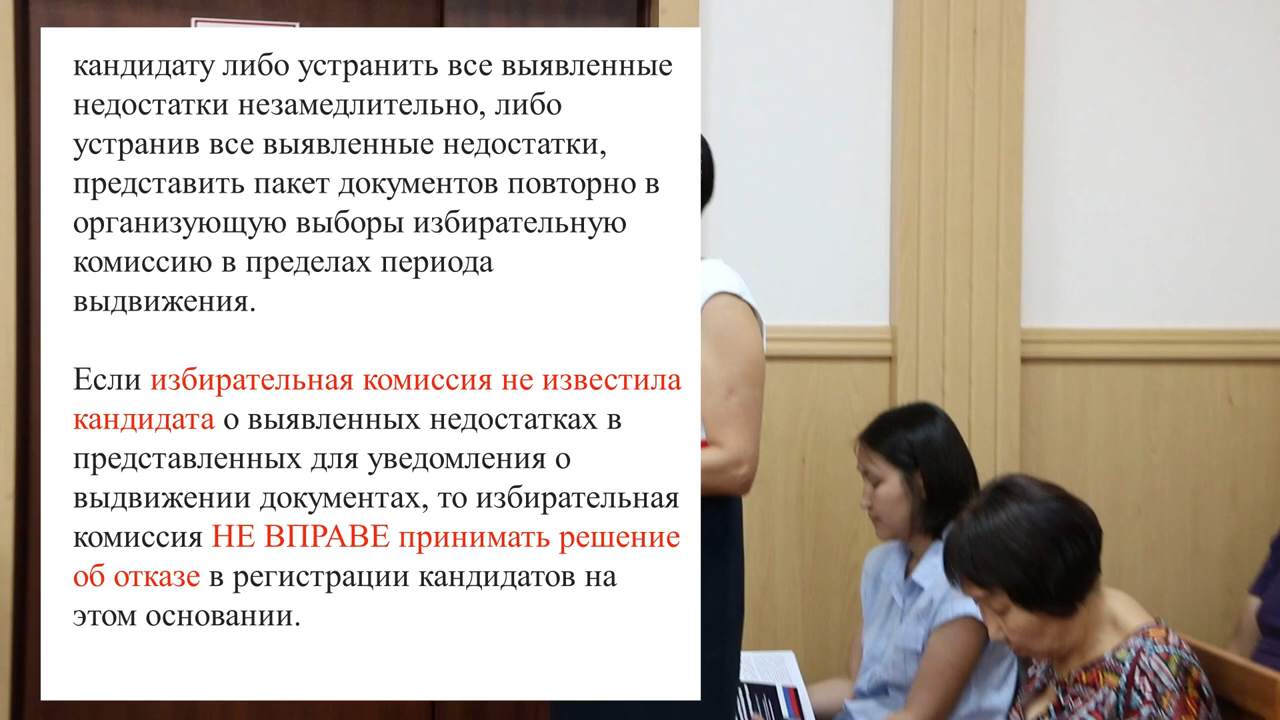 кандидату либо устранить все выявленные
недостатки незамедлительно, либо
устранив все выявленные недостатки,
представить пакет документов повторно в
организующую выборы избирательную
комиссию в пределах периода
выдвижения.
Если избирательная комиссия не известила
кандидата о выявленных недостатках в
представленных для уведомления о
выдвижении документах, то избирательная
комиссия НЕ ВПРАВЕ принимать решение
об отказе в регистрации кандидатов на
этом основании.